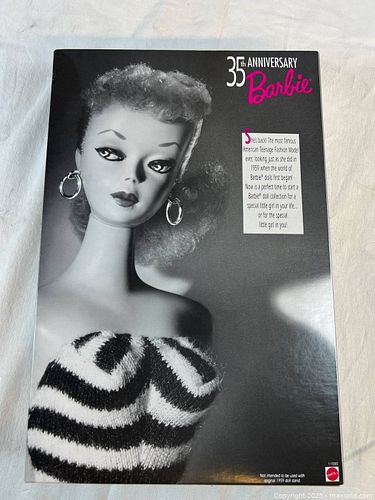 35th ANNIVERSARY
Barbie
She's back! The most famous
American Teenage Fashion Model
ever, looking just as she did in
1959 when the world of
Barbie® dolls first began!
Now is a perfect time to start a
Barbie® doll collection for a
special little girl in your life...
or for the special
little girl in you!
Not intended to be used with
original 1959 doll stand.
MATTEL
Copyright 2025 - maxsold.com